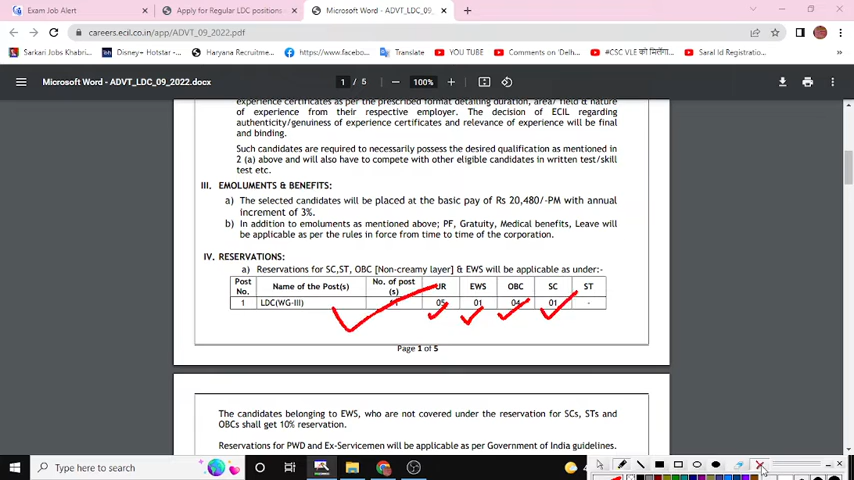 Exam Job Alert
Apply for Regular LDC positions
Microsoft Word - ADVT_LDC_09_
careers.ecil.co.in/app/ADVT_09_2022.pdf
Sarkari Jobs Khabri...
Disney+ Hotstar -...
Haryana Recruitme...
https://www.facebo...
Translate
YOU TUBE
Comments on 'Delh...
#CSC VLE को मिलेंगा...
Saral Id Registratio...
Microsoft Word - ADVT_LDC_09_2022.docx
1 / 5
100%
experience certificates as per the prescribed format detailing duration, area/ field & nature
of experience from their respective employer. The decision of ECIL regarding
authenticity/genuiness of experience certificates and relevance of experience will be final
and binding.
Such candidates are required to necessarily possess the desired qualification as mentioned in
2 (a) above and will also have to compete with other eligible candidates in written test/skill
test etc.
III. EMOLUMENTS & BENEFITS:
a) The selected candidates will be placed at the basic pay of Rs 20,480/-PM with annual
increment of 3%.
b) In addition to emoluments as mentioned above; PF, Gratuity, Medical benefits, Leave will
be applicable as per the rules in force from time to time of the corporation.
IV. RESERVATIONS:
a) Reservations for SC,ST, OBC [Non-creamy layer] & EWS will be applicable as under:-
Post No. Name of the Post(s) No. of post (s) UR EWS OBC SC ST
1 LDC(WG-III) 05 01 04 01 -
Page 1 of 5
The candidates belonging to EWS, who are not covered under the reservation for SCs, STs and
OBCs shall get 10% reservation.
Reservations for PWD and Ex-Servicemen will be applicable as per Government of India guidelines.
Type here to search